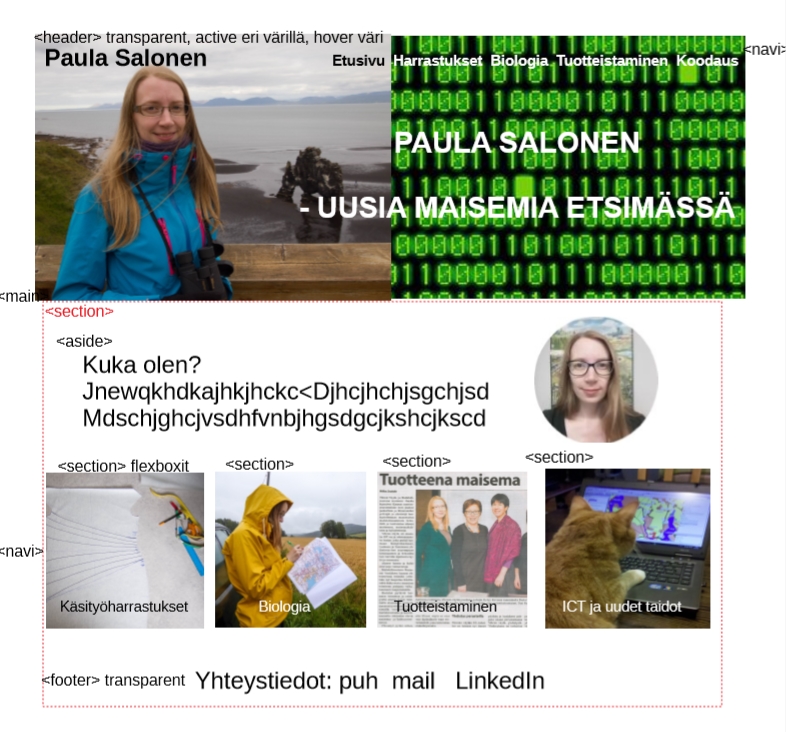 <header> transparent, active eri värillä, hover väri
<navi>
Paula Salonen
Etusivu Harrastukset Biologia Tuotteistaminen Koodaus
PAULA SALONEN
- UUSIA MAISEMIA ETSIMÄSSÄ
<main
<section>
<aside>
Kuka olen?
Jnewqkhdkajhkjhckc<Djhcjhchjsgchjsd
Mdschjghcjvsdhfvnbjhgsdgcjkshcjkscd
<section> flexboxit
<section>
<section>
<section>
Tuotteena maisema
<navi>
Käsityöharrastukset
Biologia
Tuotteistaminen
ICT ja uudet taidot
<footer> transparent Yhteystiedot: puh mail LinkedIn